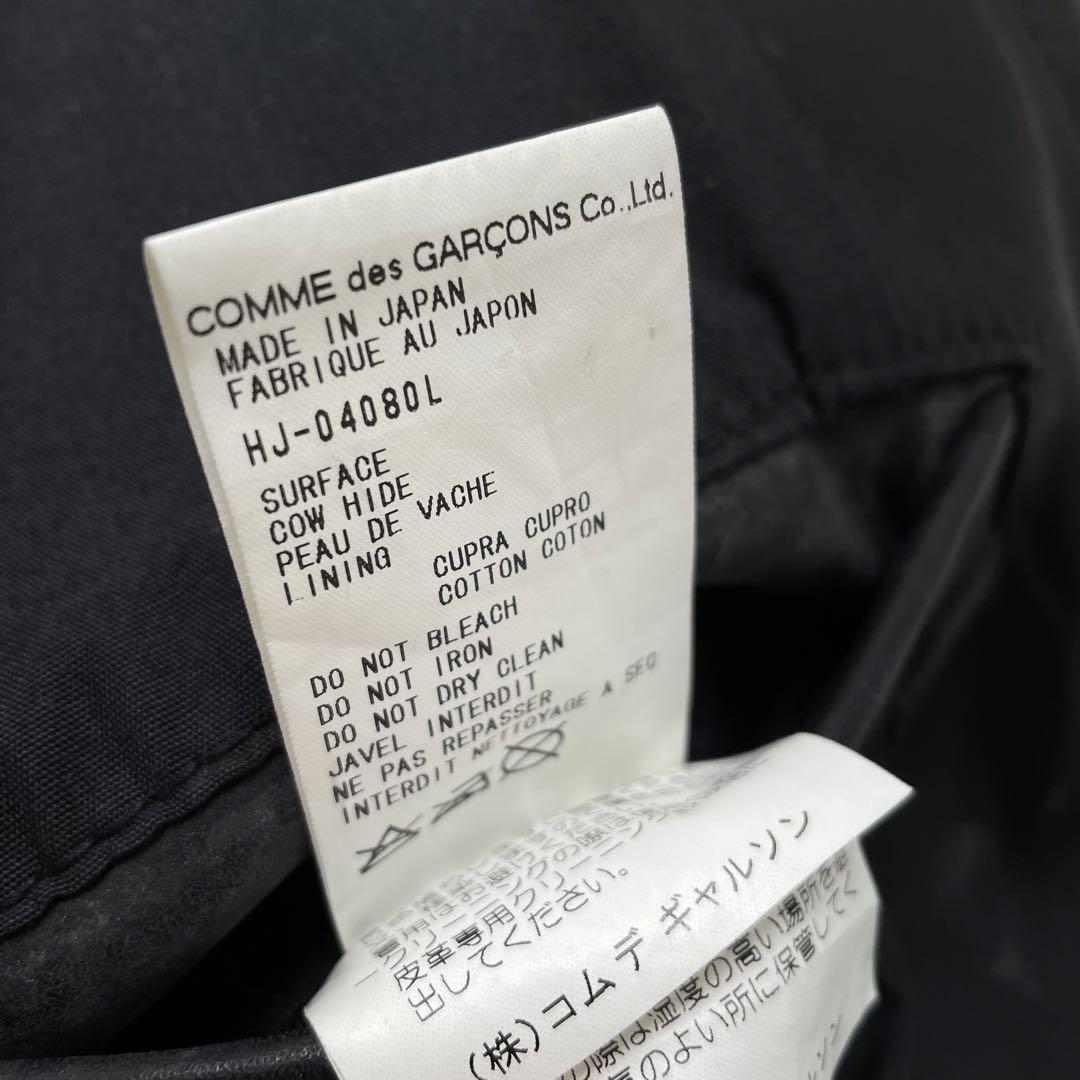 COMME des GARÇONS Co.,Ltd.
MADE IN JAPAN
FABRIQUE AU JAPON
HJ-04080L
SURFACE
COW HIDE
PEAU DE VACHE
LINING CUPRA CUPRO
COTTON COTON
DO NOT BLEACH
DO NOT IRON
DO NOT DRY CLEAN
JAVEL INTERDIT
NE PAS REPASSER
INTERDIT NETTOYAGE A SEC
皮革専用クリーニング
出してください。
(株)コムデギャルソン
の際は湿度の高い場所を避
気のよい所に保管してく